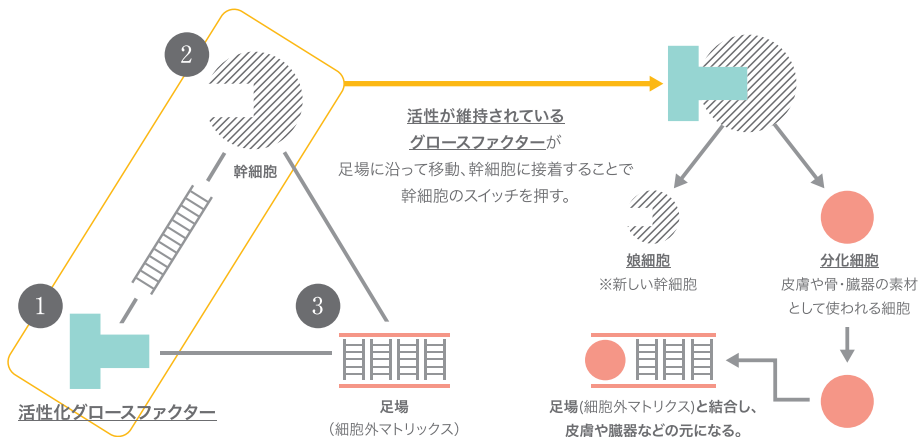 2
幹細胞
1
活性化グロースファクター
3
足場
（細胞外マトリックス）
活性が維持されている
グロースファクターが
足場に沿って移動、幹細胞に接着することで
幹細胞のスイッチを押す。
娘細胞
※新しい幹細胞
分化細胞
皮膚や骨・臓器の素材
として使われる細胞
足場(細胞外マトリクス)と結合し、
皮膚や臓器などの元になる。